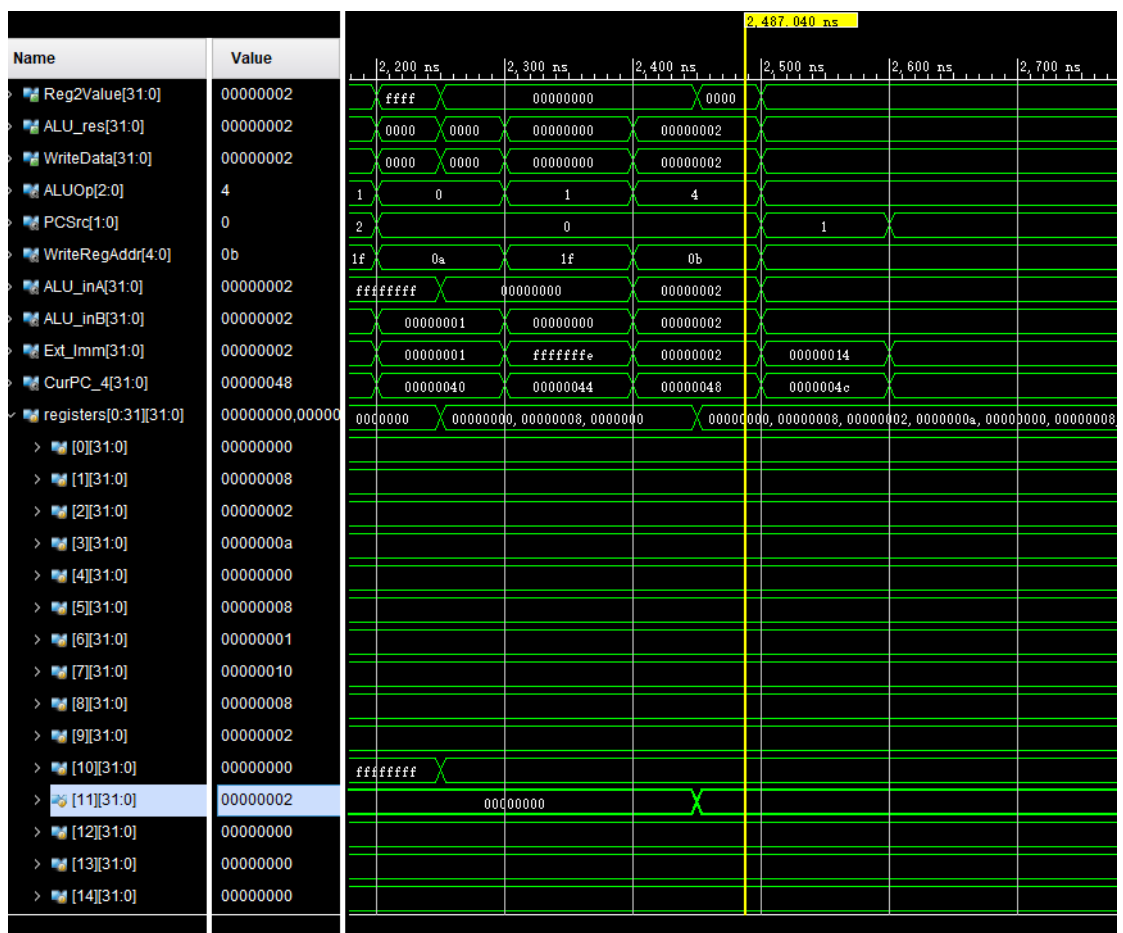 2,487.040 ns
Name Value 2,200 ns 2,300 ns 2,400 ns 2,500 ns 2,600 ns 2,700 ns
Reg2Value[31:0] 00000002 ffff 00000000 0000
ALU_res[31:0] 00000002 0000 0000 00000000 00000002
WriteData[31:0] 00000002 0000 0000 00000000 00000002
ALUOp[2:0] 4 1 0 1 4
PCSrc[1:0] 0 2 0 1
WriteRegAddr[4:0] 0b 1f 0a 1f 0b
ALU_inA[31:0] 00000002 ffffffff 00000000 00000002
ALU_inB[31:0] 00000002 00000001 00000000 00000002
Ext_Imm[31:0] 00000002 00000001 fffffffe 00000002 00000014
CurPC_4[31:0] 00000048 00000040 00000044 00000048 0000004c
registers[0:31][31:0] 00000000,00000 0000000 00000000, 00000008, 0000000 00000000, 00000008, 00000002, 0000000a, 00000000, 00000008,
[0][31:0] 00000000
[1][31:0] 00000008
[2][31:0] 00000002
[3][31:0] 0000000a
[4][31:0] 00000000
[5][31:0] 00000008
[6][31:0] 00000001
[7][31:0] 00000010
[8][31:0] 00000008
[9][31:0] 00000002
[10][31:0] 00000000 ffffffff
[11][31:0] 00000002 00000000
[12][31:0] 00000000
[13][31:0] 00000000
[14][31:0] 00000000